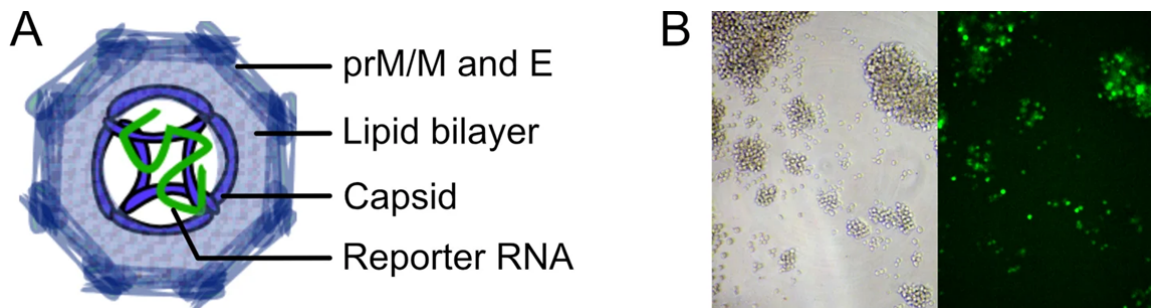 A
prM/M and E
Lipid bilayer
Capsid
Reporter RNA
B